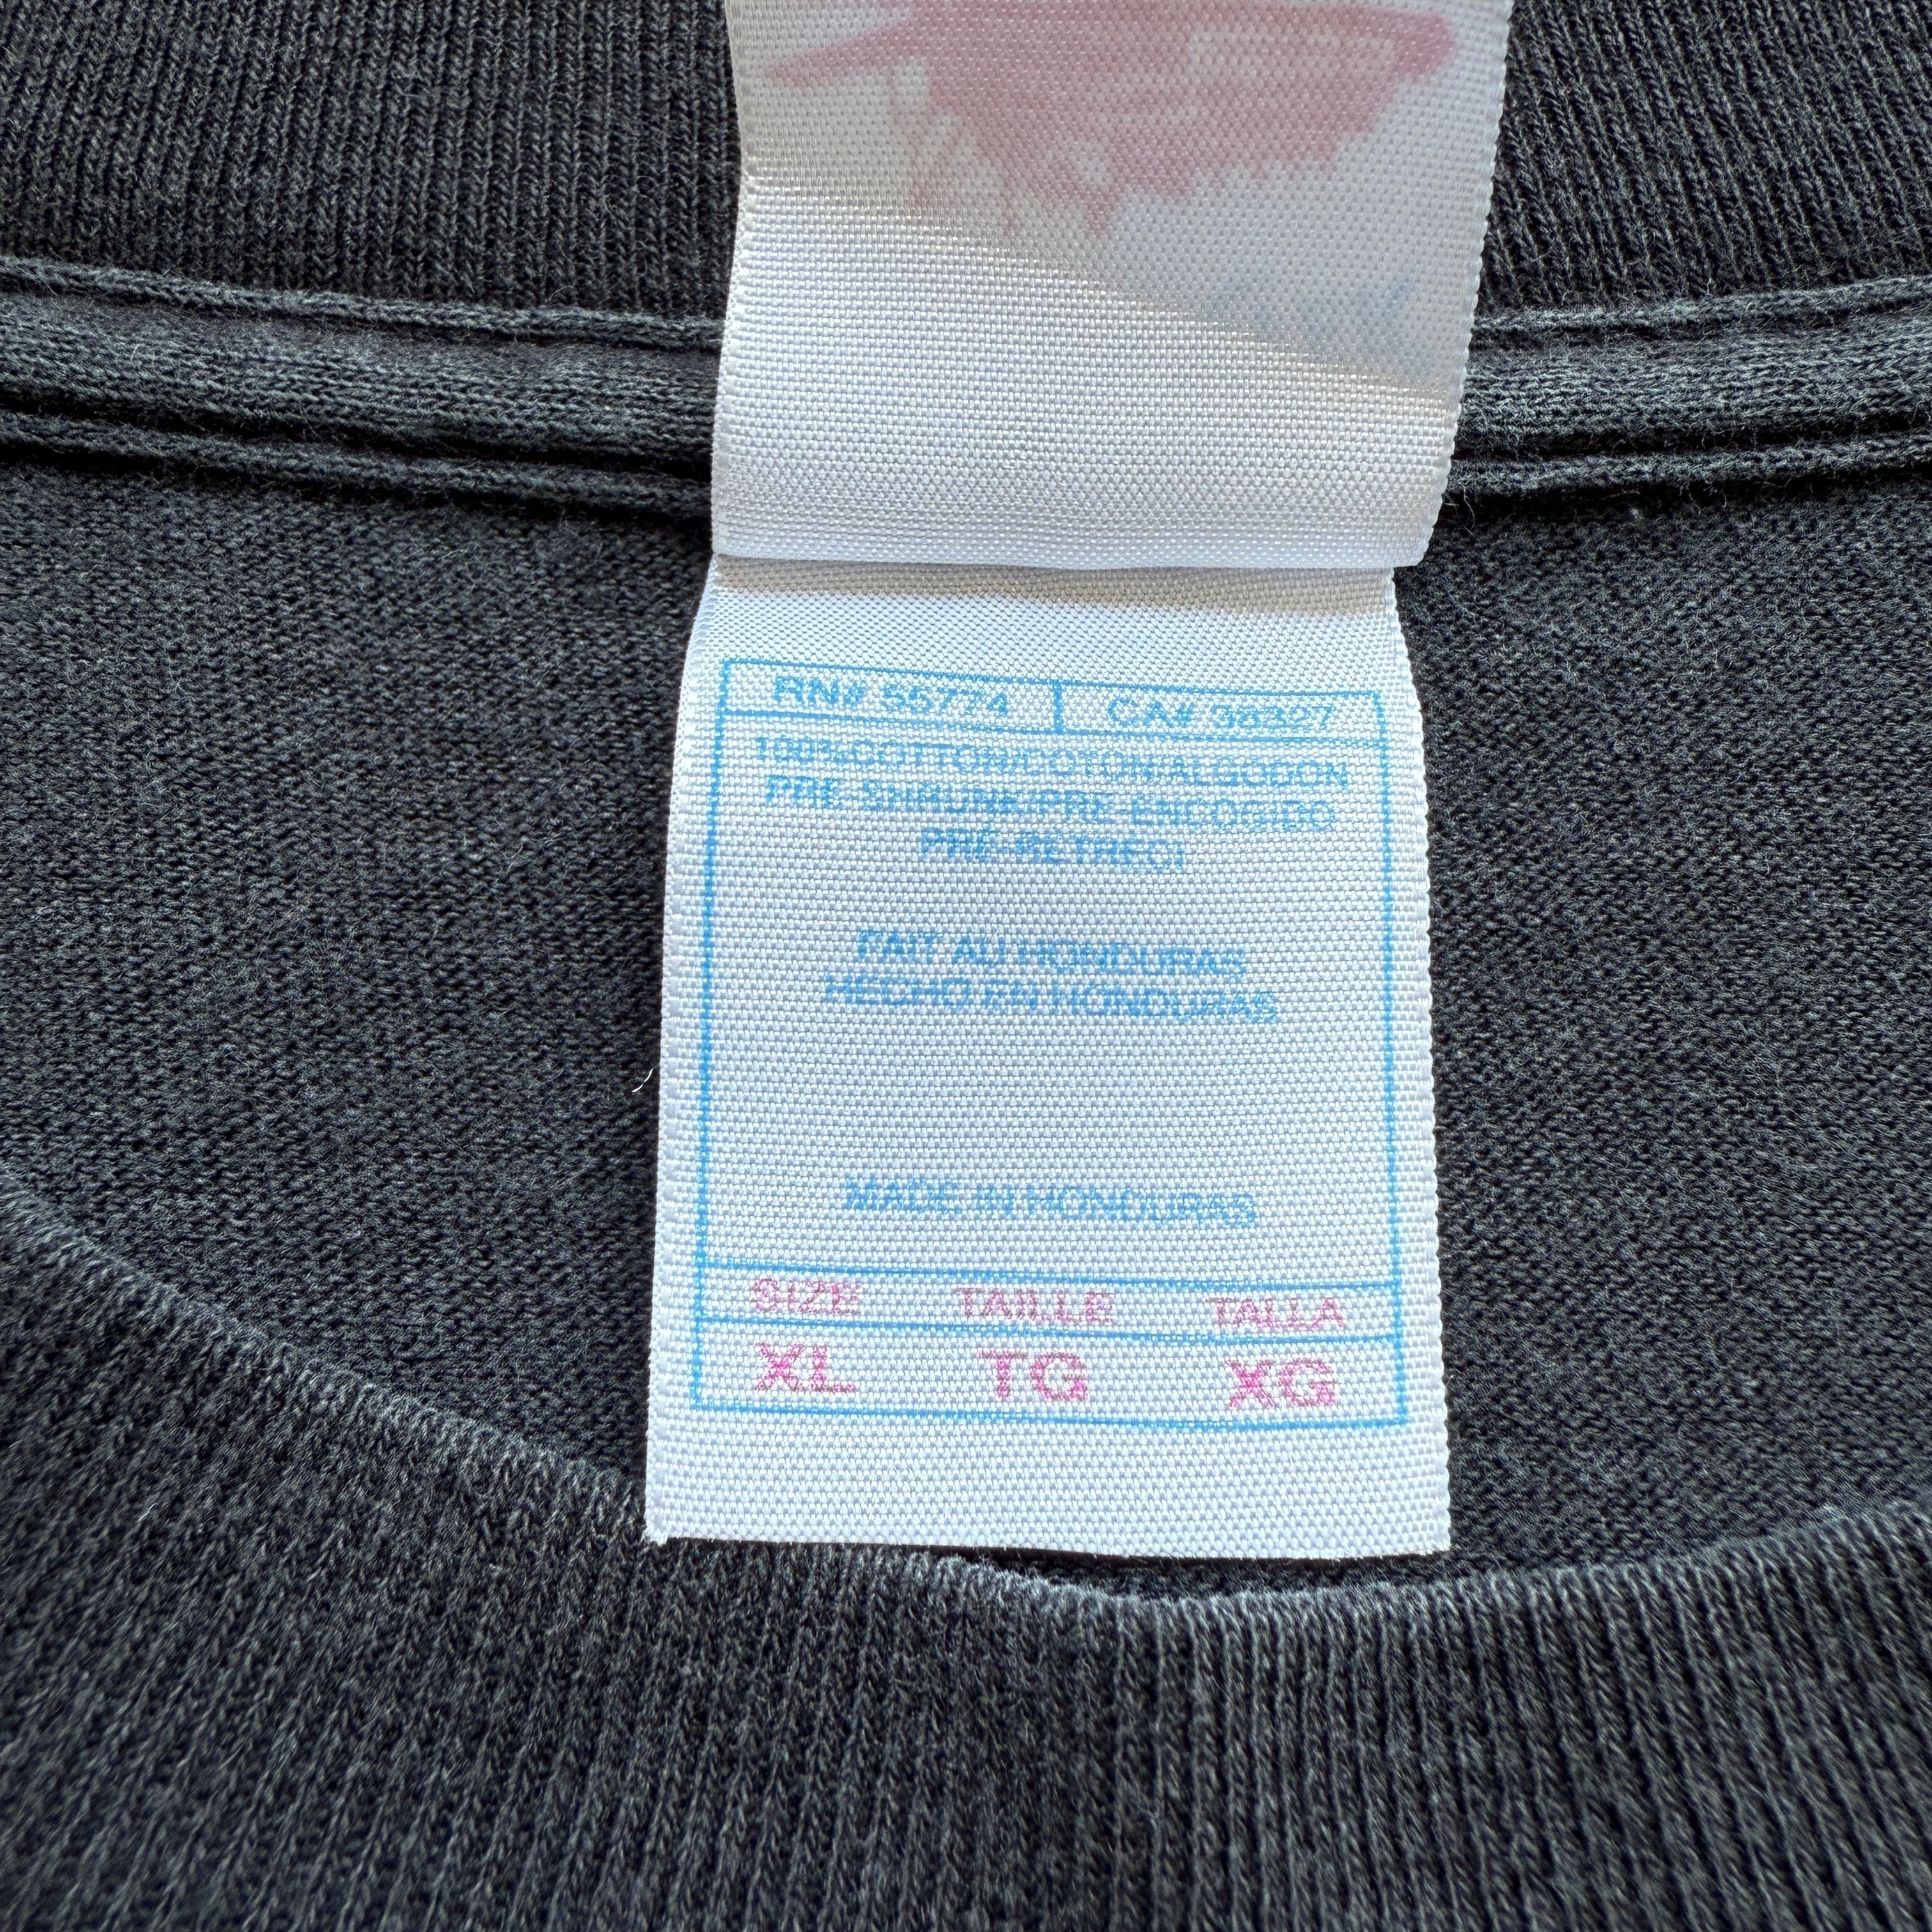 RN# 55774 CA# 36327
100% COTTON/COTON/ALGODON
PRE-SHRUNK/PRE-ENCOGIDO
PRÉ-RÉTRÉCI
FAIT AU HONDURAS
HECHO EN HONDURAS
MADE IN HONDURAS
SIZE TAILLE TALLA
XL TG XG